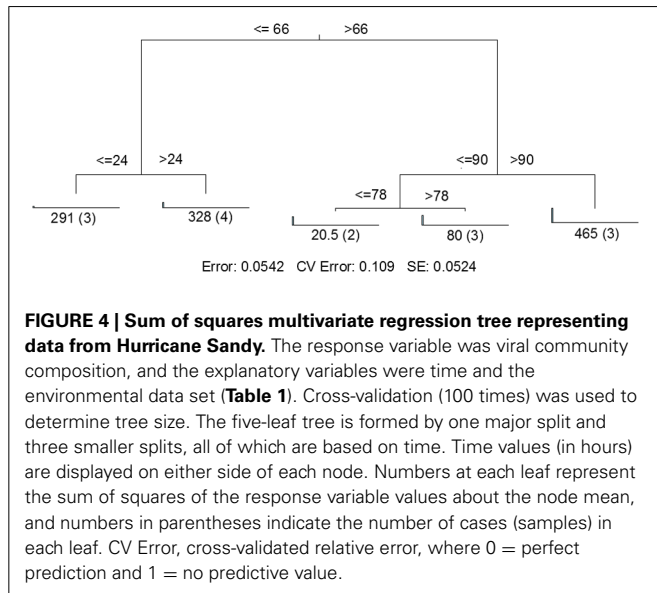 <= 66 >66
<=24 >24
<=90 >90
<=78 >78
291 (3)
328 (4)
20.5 (2)
80 (3)
465 (3)
Error: 0.0542 CV Error: 0.109 SE: 0.0524
FIGURE 4 | Sum of squares multivariate regression tree representing
data from Hurricane Sandy. The response variable was viral community
composition, and the explanatory variables were time and the
environmental data set (Table 1). Cross-validation (100 times) was used to
determine tree size. The five-leaf tree is formed by one major split and
three smaller splits, all of which are based on time. Time values (in hours)
are displayed on either side of each node. Numbers at each leaf represent
the sum of squares of the response variable values about the node mean,
and numbers in parentheses indicate the number of cases (samples) in
each leaf. CV Error, cross-validated relative error, where 0 = perfect
prediction and 1 = no predictive value.